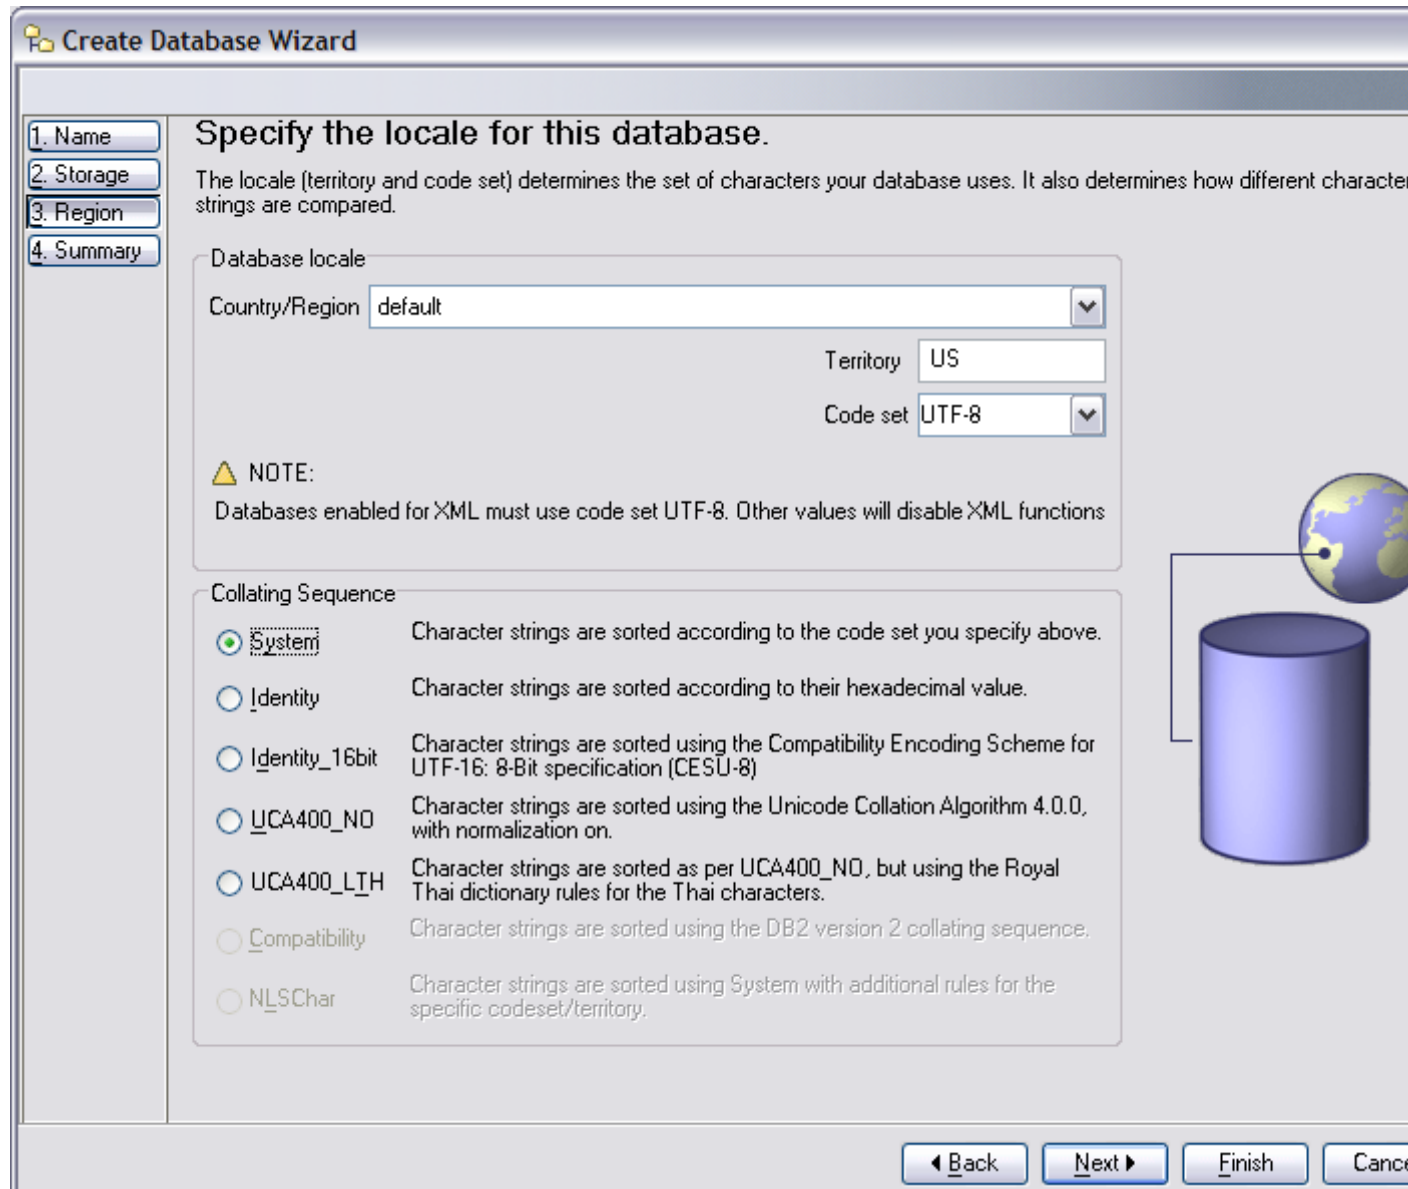 Create Database Wizard
1. Name
2. Storage
3. Region
4. Summary
Specify the locale for this database.
The locale (territory and code set) determines the set of characters your database uses. It also determines how different character
strings are compared.
Database locale
Country/Region default
Territory US
Code set UTF-8
NOTE:
Databases enabled for XML must use code set UTF-8. Other values will disable XML functions
Collating Sequence
System Character strings are sorted according to the code set you specify above.
Identity Character strings are sorted according to their hexadecimal value.
Identity_16bit Character strings are sorted using the Compatibility Encoding Scheme for
UTF-16: 8-Bit specification (CESU-8)
UCA400_NO Character strings are sorted using the Unicode Collation Algorithm 4.0.0,
with normalization on.
UCA400_LTH Character strings are sorted as per UCA400_NO, but using the Royal
Thai dictionary rules for the Thai characters.
Compatibility Character strings are sorted using the DB2 version 2 collating sequence.
NLSChar Character strings are sorted using System with additional rules for the
specific codeset/territory.
Back Next Finish Cance